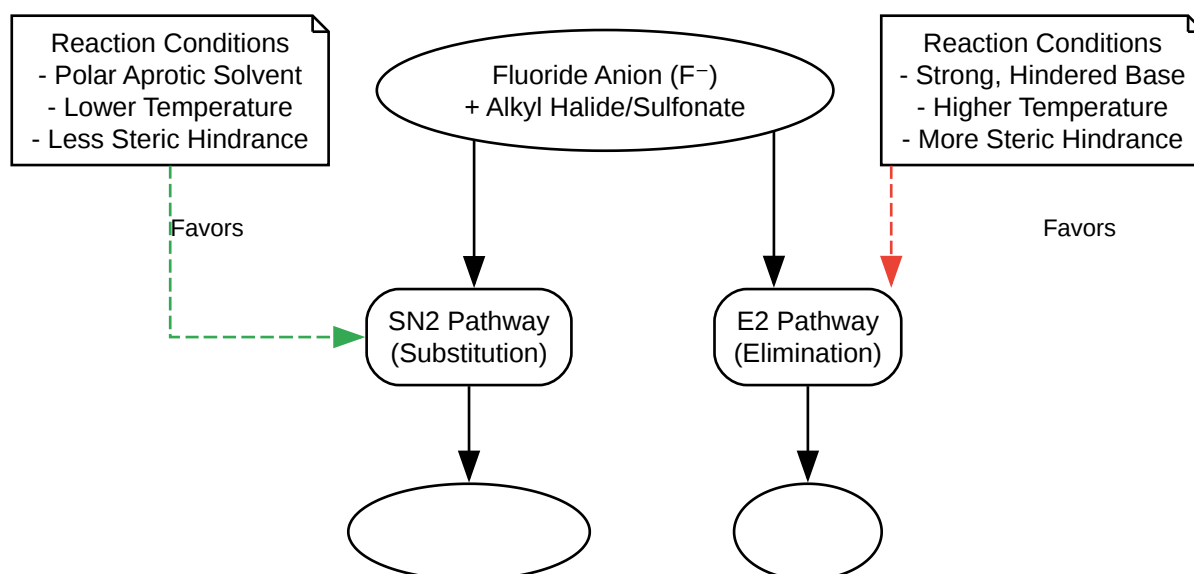 Reaction Conditions
- Polar Aprotic Solvent
- Lower Temperature
- Less Steric Hindrance
Fluoride Anion (F⁻)
+ Alkyl Halide/Sulfonate
Reaction Conditions
- Strong, Hindered Base
- Higher Temperature
- More Steric Hindrance
Favors
Favors
SN2 Pathway
(Substitution)
E2 Pathway
(Elimination)